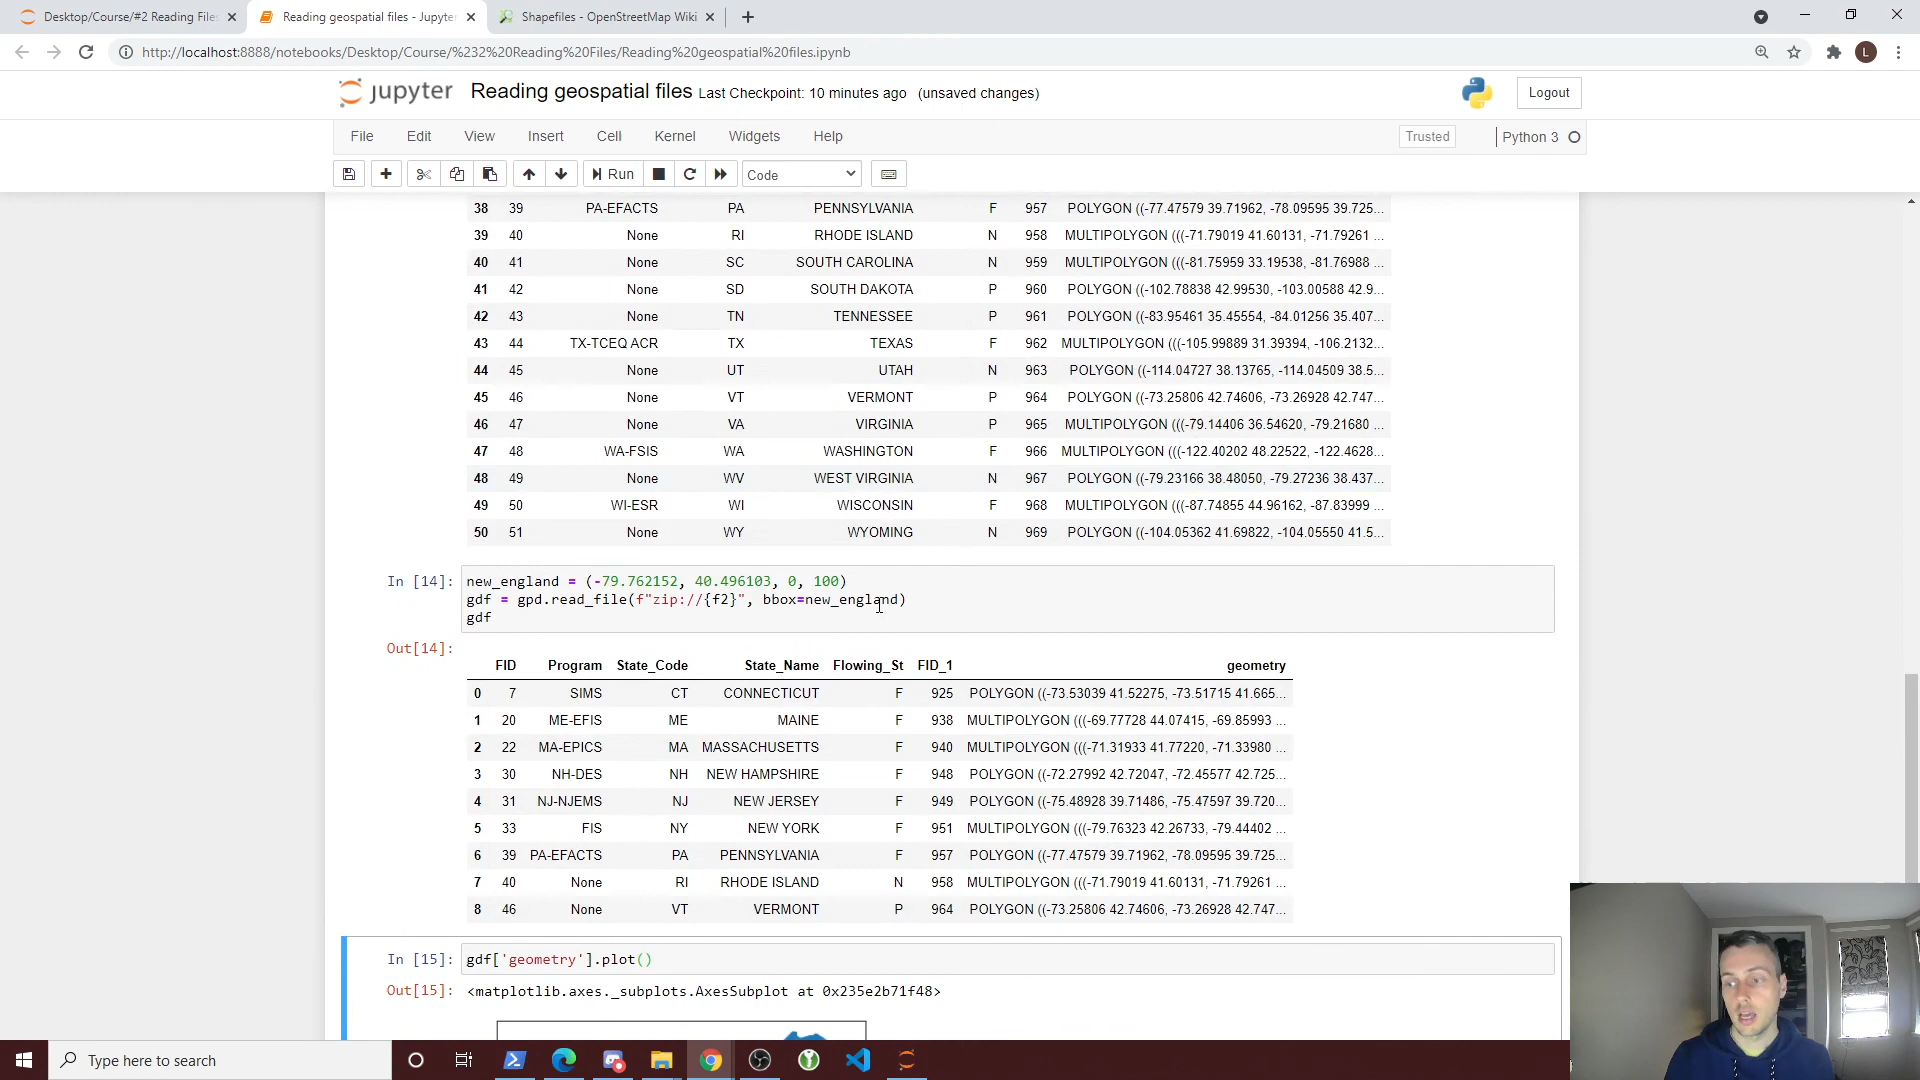 Desktop/Course/#2 Reading Files
Reading geospatial files - Jupyter
Shapefiles - OpenStreetMap Wiki
http://localhost:8888/notebooks/Desktop/Course/%232%20Reading%20Files/Reading%20geospatial%20files.ipynb
L
jupyter Reading geospatial files Last Checkpoint: 10 minutes ago (unsaved changes)
Logout
File Edit View Insert Cell Kernel Widgets Help
Trusted
Python 3
Run
Code
38 39 PA-EFACTS PA PENNSYLVANIA F 957 POLYGON ((-77.47579 39.71962, -78.09595 39.725...
39 40 None RI RHODE ISLAND N 958 MULTIPOLYGON (((-71.79019 41.60131, -71.79261 ...
40 41 None SC SOUTH CAROLINA N 959 MULTIPOLYGON (((-81.75959 33.19538, -81.76988 ...
41 42 None SD SOUTH DAKOTA P 960 POLYGON ((-102.78838 42.99530, -103.00588 42.9...
42 43 None TN TENNESSEE P 961 POLYGON ((-83.95461 35.45554, -84.01256 35.407...
43 44 TX-TCEQ ACR TX TEXAS F 962 MULTIPOLYGON (((-105.99889 31.39394, -106.2132...
44 45 None UT UTAH N 963 POLYGON ((-114.04727 38.13765, -114.04509 38.5...
45 46 None VT VERMONT P 964 POLYGON ((-73.25806 42.74606, -73.26928 42.747...
46 47 None VA VIRGINIA P 965 MULTIPOLYGON (((-79.14406 36.54620, -79.21680 ...
47 48 WA-FSIS WA WASHINGTON F 966 MULTIPOLYGON (((-122.40202 48.22522, -122.4628...
48 49 None WV WEST VIRGINIA N 967 POLYGON ((-79.23166 38.48050, -79.27236 38.437...
49 50 WI-ESR WI WISCONSIN F 968 MULTIPOLYGON (((-87.74855 44.96162, -87.83999 ...
50 51 None WY WYOMING N 969 POLYGON ((-104.05362 41.69822, -104.05550 41.5...
In [14]: new_england = (-79.762152, 40.496103, 0, 100)
gdf = gpd.read_file(f"zip://{f2}", bbox=new_england)
gdf
Out[14]:
FID Program State_Code State_Name Flowing_St FID_1 geometry
0 7 SIMS CT CONNECTICUT F 925 POLYGON ((-73.53039 41.52275, -73.51715 41.665...
1 20 ME-EFIS ME MAINE F 938 MULTIPOLYGON (((-69.77728 44.07415, -69.85993 ...
2 22 MA-EPICS MA MASSACHUSETTS F 940 MULTIPOLYGON (((-71.31933 41.77220, -71.33980 ...
3 30 NH-DES NH NEW HAMPSHIRE F 948 POLYGON ((-72.27992 42.72047, -72.45577 42.725...
4 31 NJ-NJEMS NJ NEW JERSEY F 949 POLYGON ((-75.48928 39.71486, -75.47597 39.720...
5 33 FIS NY NEW YORK F 951 MULTIPOLYGON (((-79.76323 42.26733, -79.44402 ...
6 39 PA-EFACTS PA PENNSYLVANIA F 957 POLYGON ((-77.47579 39.71962, -78.09595 39.725...
7 40 None RI RHODE ISLAND N 958 MULTIPOLYGON (((-71.79019 41.60131, -71.79261 ...
8 46 None VT VERMONT P 964 POLYGON ((-73.25806 42.74606, -73.26928 42.747...
In [15]: gdf['geometry'].plot()
Out[15]: <matplotlib.axes._subplots.AxesSubplot at 0x235e2b71f48>
Type here to search